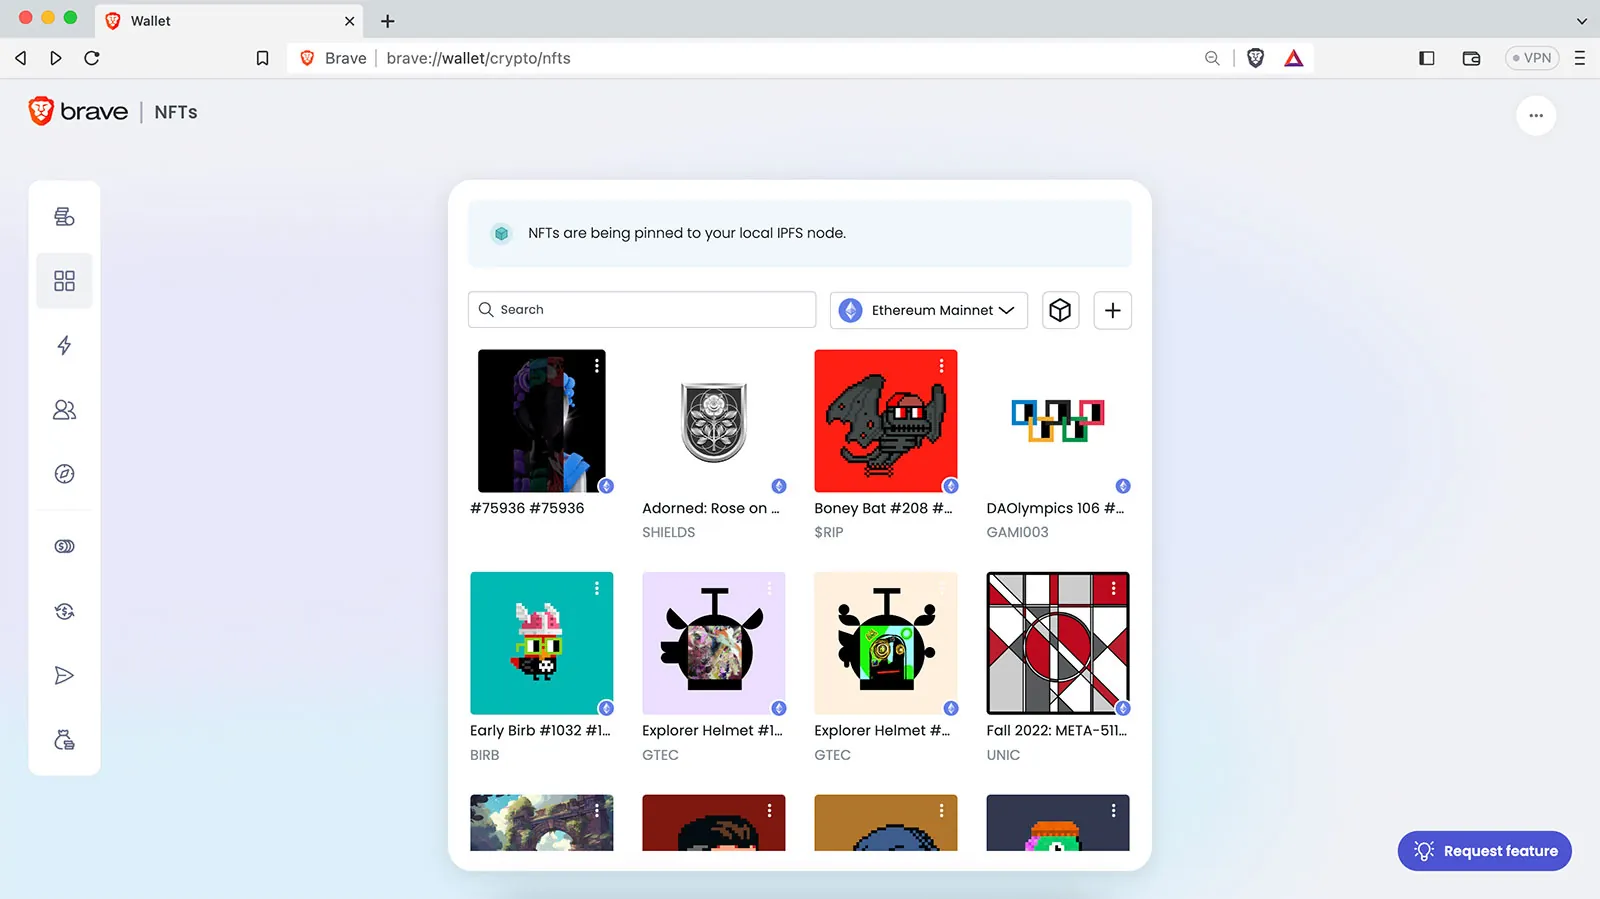 Wallet
Brave | brave://wallet/crypto/nfts
VPN
brave | NFTs
NFTs are being pinned to your local IPFS node.
Search
Ethereum Mainnet
#75936 #75936
Adorned: Rose on ...
Boney Bat #208 #...
DAOlympics 106 #...
SHIELDS
$RIP
GAMI003
Early Birb #1032 #1...
Explorer Helmet #1...
Explorer Helmet #...
Fall 2022: META-511...
BIRB
GTEC
GTEC
UNIC
Request feature